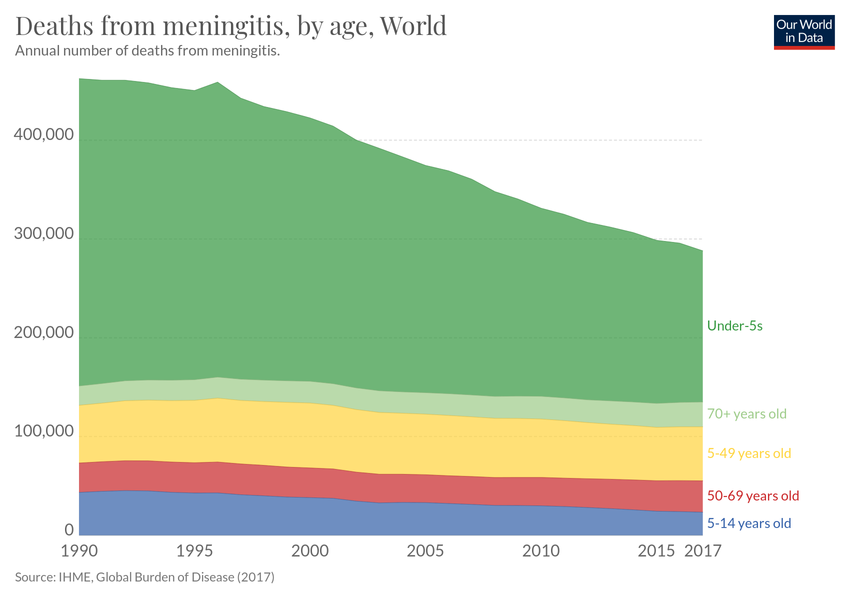 Deaths from meningitis, by age, World
Annual number of deaths from meningitis.
Our World
in Data
400,000
300,000
200,000
100,000
0
Under-5s
70+ years old
5-49 years old
50-69 years old
5-14 years old
1990
1995
2000
2005
2010
2015
2017
Source: IHME, Global Burden of Disease (2017)